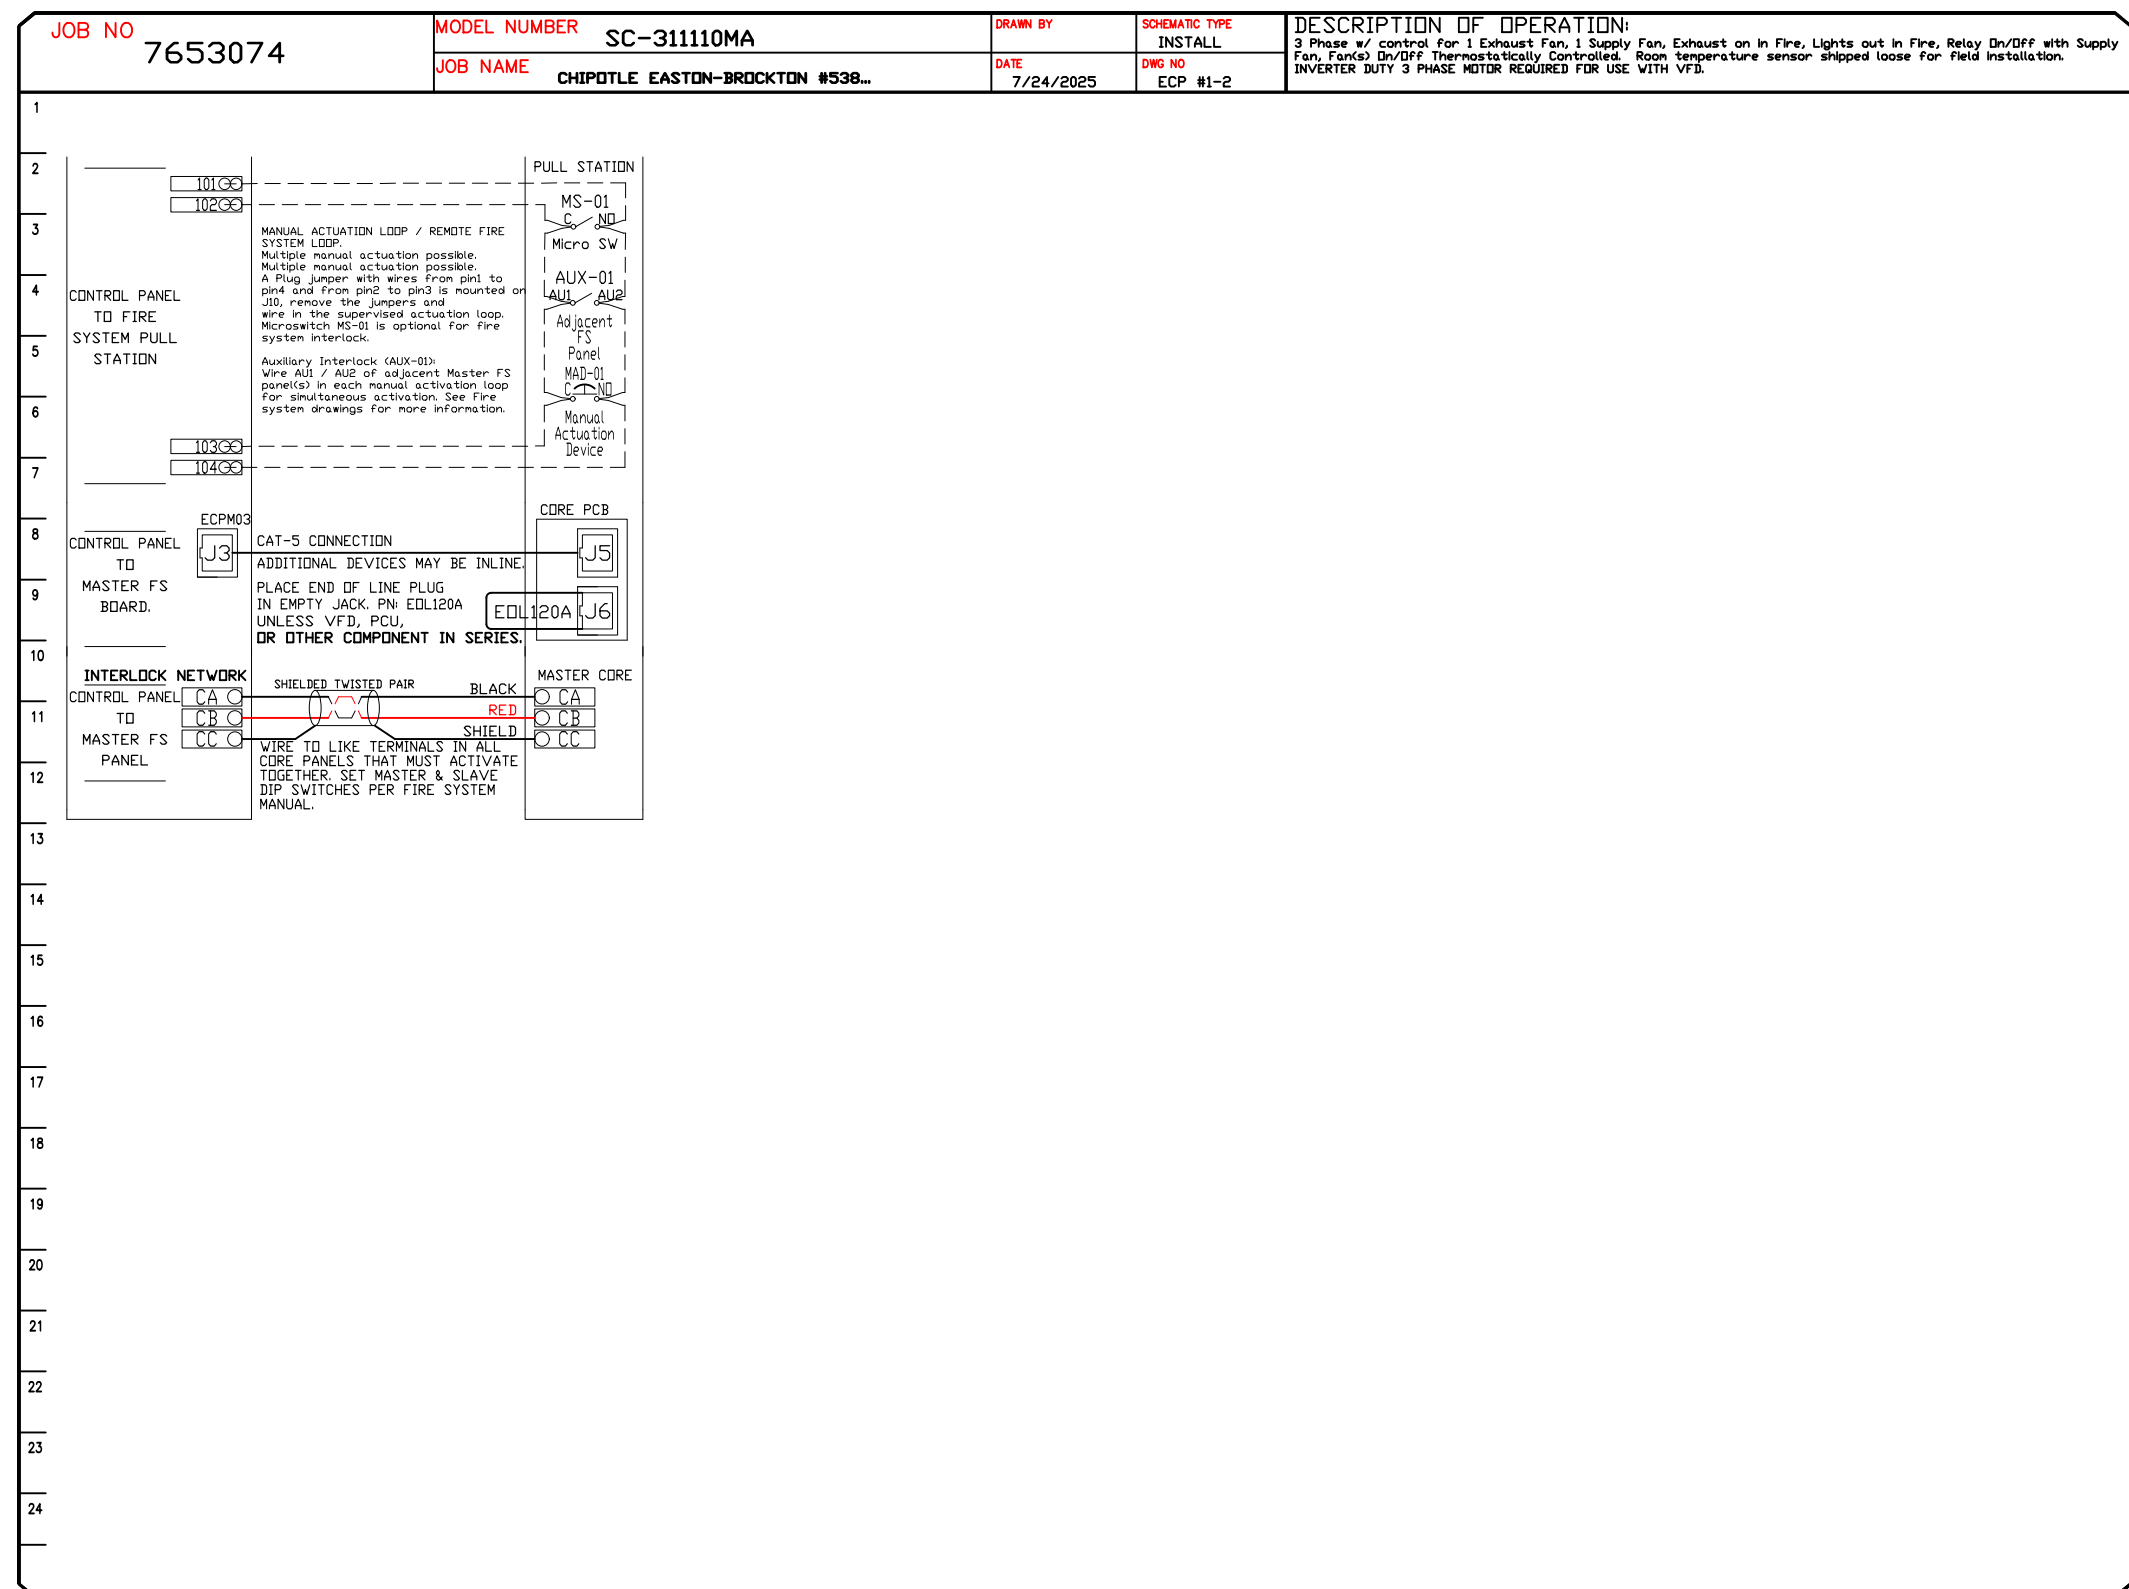 JOB NO
7653074
MODEL NUMBER
SC-311110MA
JOB NAME
CHIPOTLE EASTON-BROCKTON #538...
DRAWN BY
DATE
7/24/2025
SCHEMATIC TYPE
INSTALL
DWG NO
ECP #1-2
DESCRIPTION OF OPERATION:
3 Phase w/ control for 1 Exhaust Fan, 1 Supply Fan, Exhaust on in Fire, Lights out in Fire, Relay On/Off with Supply
Fan, Fan(s) On/Off Thermostatically Controlled. Room temperature sensor shipped loose for field installation.
INVERTER DUTY 3 PHASE MOTOR REQUIRED FOR USE WITH VFD.
1
2
3
4
5
6
7
8
9
10
11
12
13
14
15
16
17
18
19
20
21
22
23
24
CONTROL PANEL
TO FIRE
SYSTEM PULL
STATION
101
102
103
104
MANUAL ACTUATION LOOP / REMOTE FIRE
SYSTEM LOOP.
Multiple manual actuation possible.
Multiple manual actuation possible.
A Plug jumper with wires from pin1 to
pin4 and from pin2 to pin3 is mounted on
J10, remove the jumpers and
wire in the supervised actuation loop.
Microswitch MS-01 is optional for fire
system interlock.
Auxiliary Interlock (AUX-01):
Wire AU1 / AU2 of adjacent Master FS
panel(s) in each manual activation loop
for simultaneous activation. See Fire
system drawings for more information.
PULL STATION
MS-01
C NO
Micro SW
AUX-01
AU1 AU2
Adjacent
FS
Panel
MAD-01
C NO
Manual
Actuation
Device
CONTROL PANEL
TO
MASTER FS
BOARD.
ECPM03
J3
CAT-5 CONNECTION
ADDITIONAL DEVICES MAY BE INLINE.
PLACE END OF LINE PLUG
IN EMPTY JACK. PN: EOL120A
UNLESS VFD, PCU,
OR OTHER COMPONENT IN SERIES.
CORE PCB
J5
EOL120A J6
INTERLOCK NETWORK
CONTROL PANEL
TO
MASTER FS
PANEL
CA
CB
CC
SHIELDED TWISTED PAIR
BLACK
RED
SHIELD
WIRE TO LIKE TERMINALS IN ALL
CORE PANELS THAT MUST ACTIVATE
TOGETHER. SET MASTER & SLAVE
DIP SWITCHES PER FIRE SYSTEM
MANUAL.
MASTER CORE
CA
CB
CC